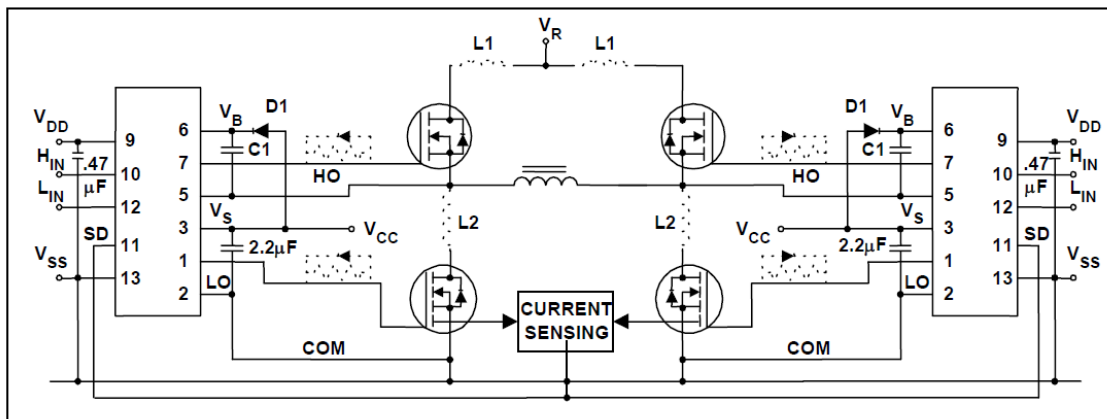 V_R
L1 L1
D1 D1
V_DD V_B V_B V_DD
9 6 6 9
C1 C1
H_IN .47 7 7 H_IN
10 HO HO 10 .47
μF μF
L_IN 5 5 L_IN
12 12
V_S L2 L2 V_S
SD 3 V_CC V_CC 3 SD
11 2.2μF 2.2μF 11
V_SS 1 1 V_SS
13 LO LO 13
2 2
CURRENT
SENSING
COM COM